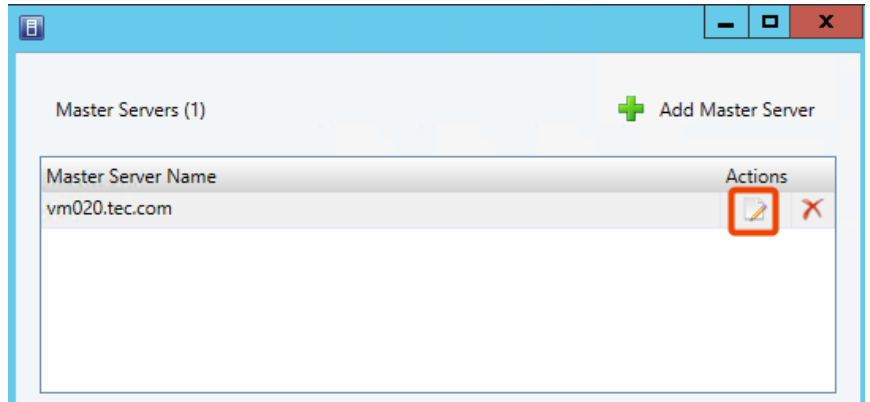 Master Servers (1)
Add Master Server
Master Server Name
Actions
vm020.tec.com